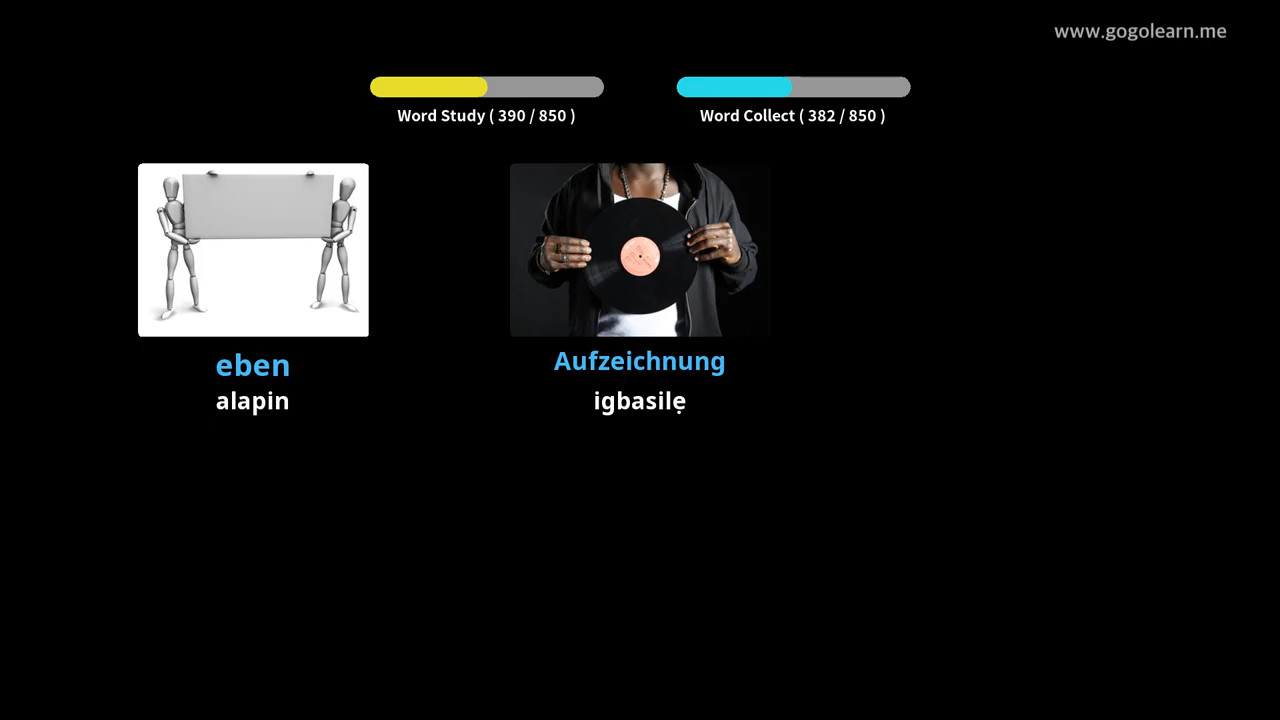 www.gogolearn.me
Word Study ( 390 / 850 )
Word Collect ( 382 / 850 )
eben
alapin
Aufzeichnung
igbasilẹ